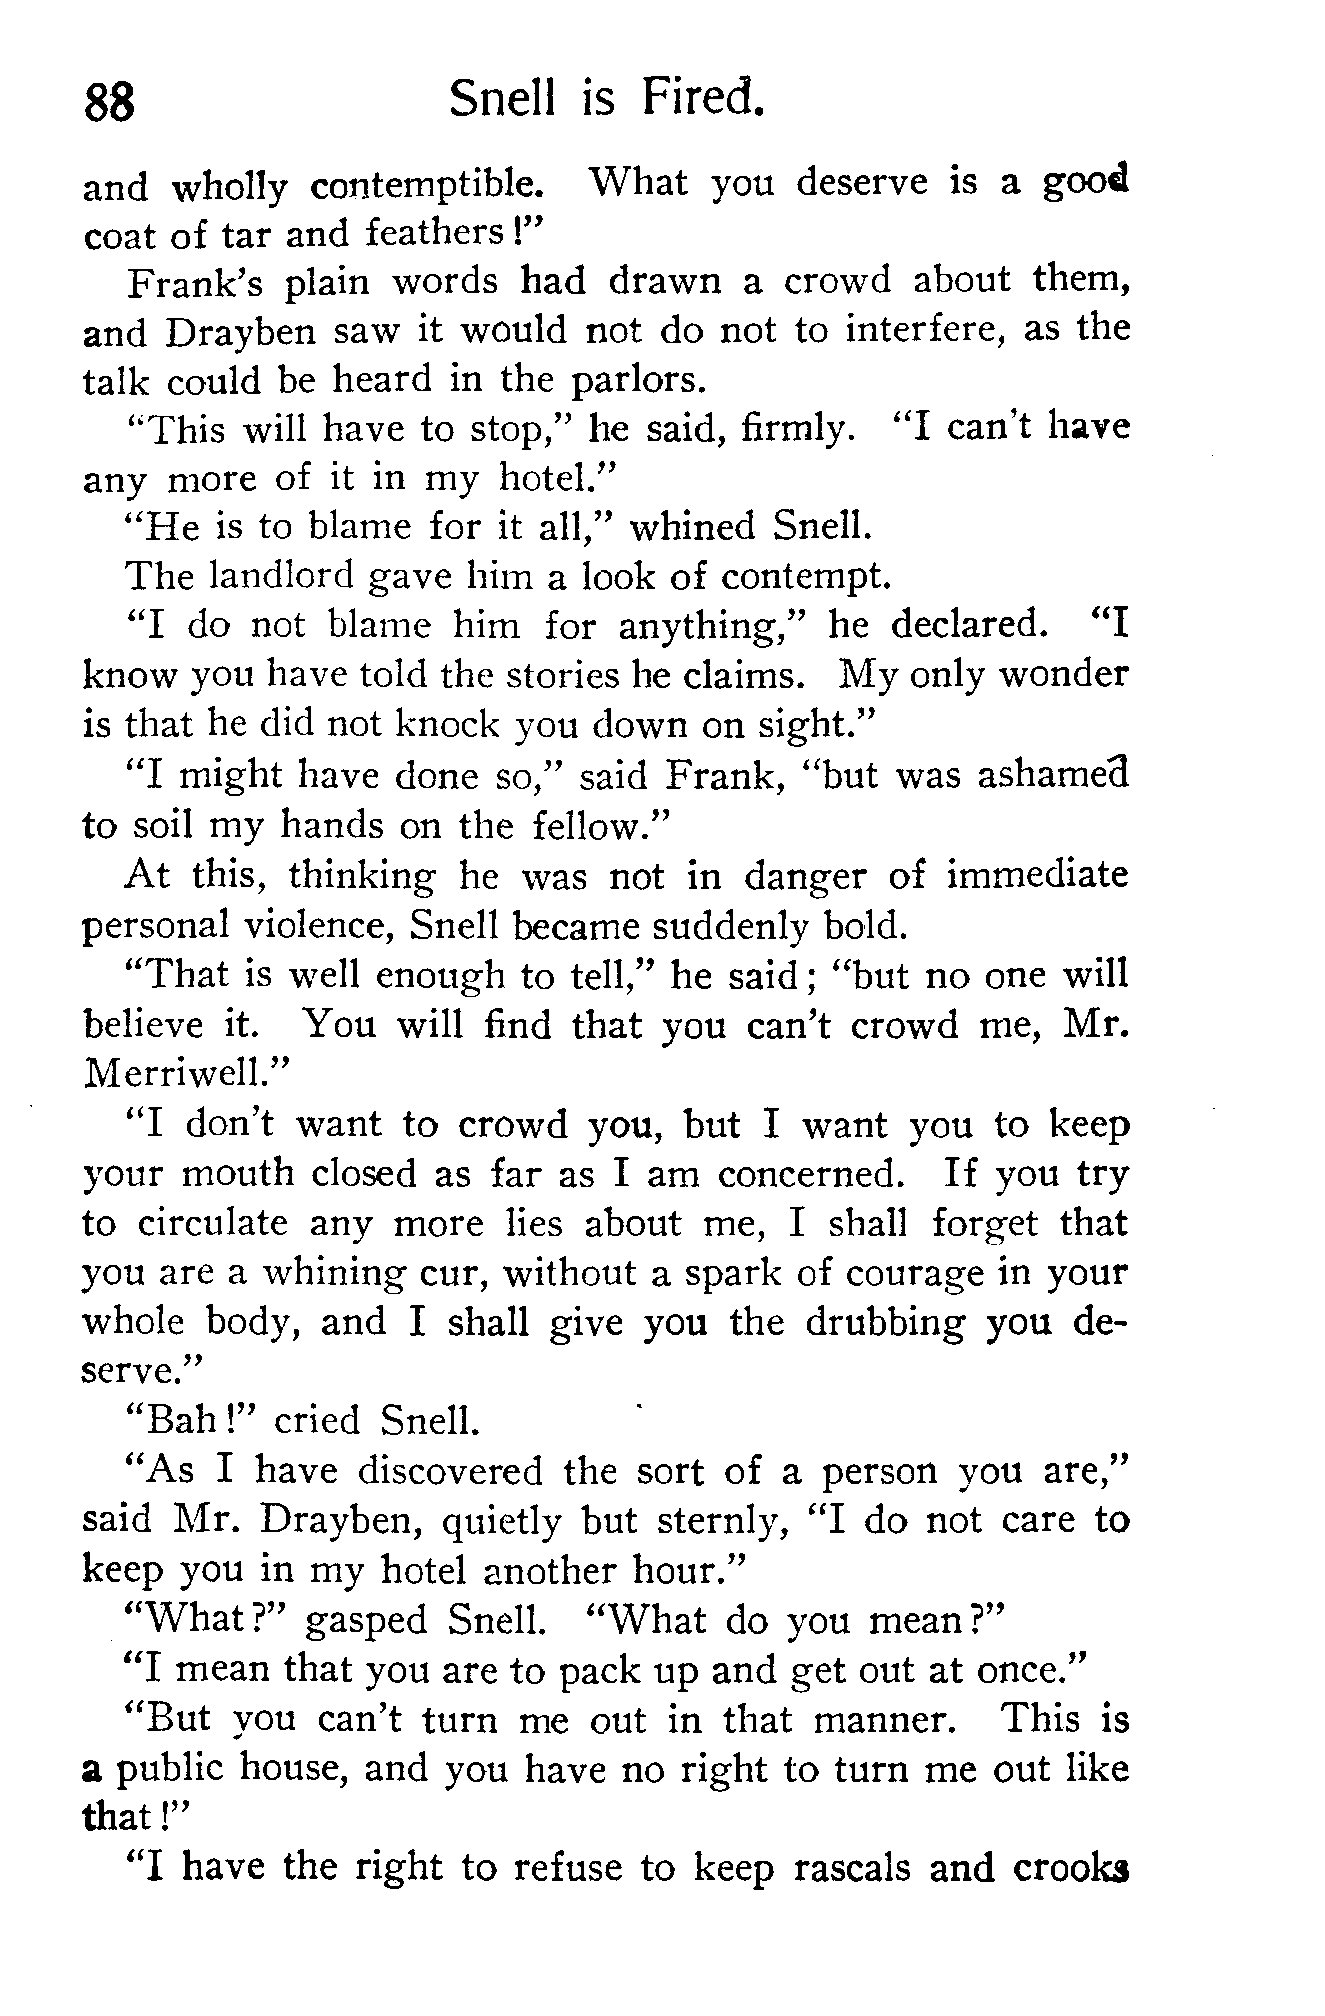 88 Snell is Fired.
and wholly contemptible. What you deserve is a good
coat of tar and feathers!”
Frank’s plain words had drawn a crowd about them,
and Drayben saw it would not do not to interfere, as the
talk could be heard in the parlors.
“This will have to stop,” he said, firmly. “I can’t have
any more of it in my hotel.”
“He is to blame for it all,” whined Snell.
The landlord gave him a look of contempt.
“I do not blame him for anything,” he declared. “I
know you have told the stories he claims. My only wonder
is that he did not knock you down on sight.”
“I might have done so,” said Frank, “but was ashamed
to soil my hands on the fellow.”
At this, thinking he was not in danger of immediate
personal violence, Snell became suddenly bold.
“That is well enough to tell,” he said; “but no one will
believe it. You will find that you can’t crowd me, Mr.
Merriwell.”
“I don’t want to crowd you, but I want you to keep
your mouth closed as far as I am concerned. If you try
to circulate any more lies about me, I shall forget that
you are a whining cur, without a spark of courage in your
whole body, and I shall give you the drubbing you de-
serve.”
“Bah!” cried Snell.
“As I have discovered the sort of a person you are,”
said Mr. Drayben, quietly but sternly, “I do not care to
keep you in my hotel another hour.”
“What?” gasped Snell. “What do you mean?”
“I mean that you are to pack up and get out at once.”
“But you can’t turn me out in that manner. This is
a public house, and you have no right to turn me out like
that!”
“I have the right to refuse to keep rascals and crooks